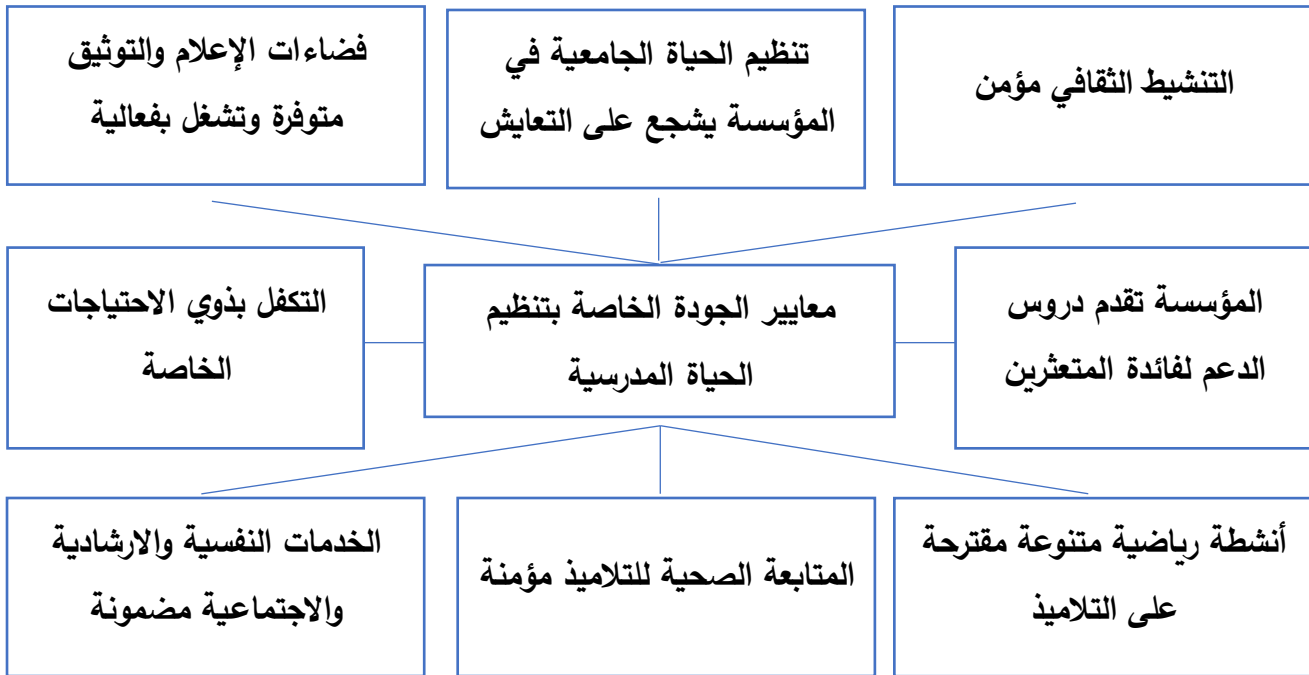 التنشيط الثقافي مؤمن
تنظيم الحياة الجامعية في
المؤسسة يشجع على التعايش
فضاءات الإعلام والتوثيق
متوفرة وتشغل بفعالية
المؤسسة تقدم دروس
الدعم لفائدة المتعثرين
معايير الجودة الخاصة بتنظيم
الحياة المدرسية
التكفل بذوي الاحتياجات
الخاصة
أنشطة رياضية متنوعة مقترحة
على التلاميذ
المتابعة الصحية للتلاميذ مؤمنة
الخدمات النفسية والارشادية
والاجتماعية مضمونة